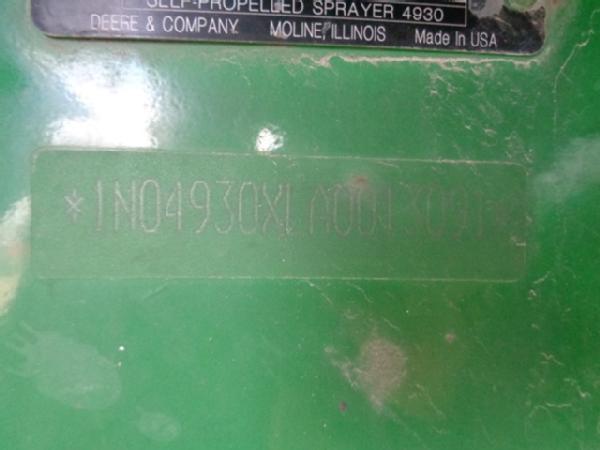 SELF-PROPELLED SPRAYER 4930
DEERE & COMPANY MOLINE, ILLINOIS Made In USA
*1N04930XLA0013091*